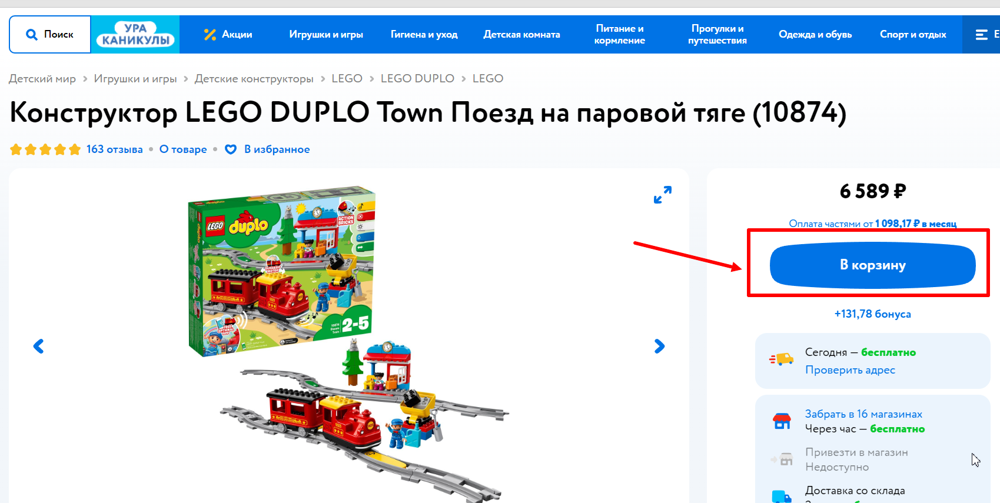 Поиск
УРА
КАНИКУЛЫ
Акции
Игрушки и игры
Гигиена и уход
Детская комната
Питание и
кормление
Прогулки и
путешествия
Одежда и обувь
Спорт и отдых
Детский мир
Игрушки и игры
Детские конструкторы
LEGO
LEGO DUPLO
LEGO
Конструктор LEGO DUPLO Town Поезд на паровой тяге (10874)
163 отзыва • О товаре • В избранное
LEGO duplo
ACTION
BRICKS
10874
Steam
Train
2-5
6 589 ₽
Оплата частями от 1 098,17 ₽ в месяц
В корзину
+131,78 бонуса
Сегодня — бесплатно
Проверить адрес
Забрать в 16 магазинах
Через час — бесплатно
Привезти в магазин
Недоступно
Доставка со склада